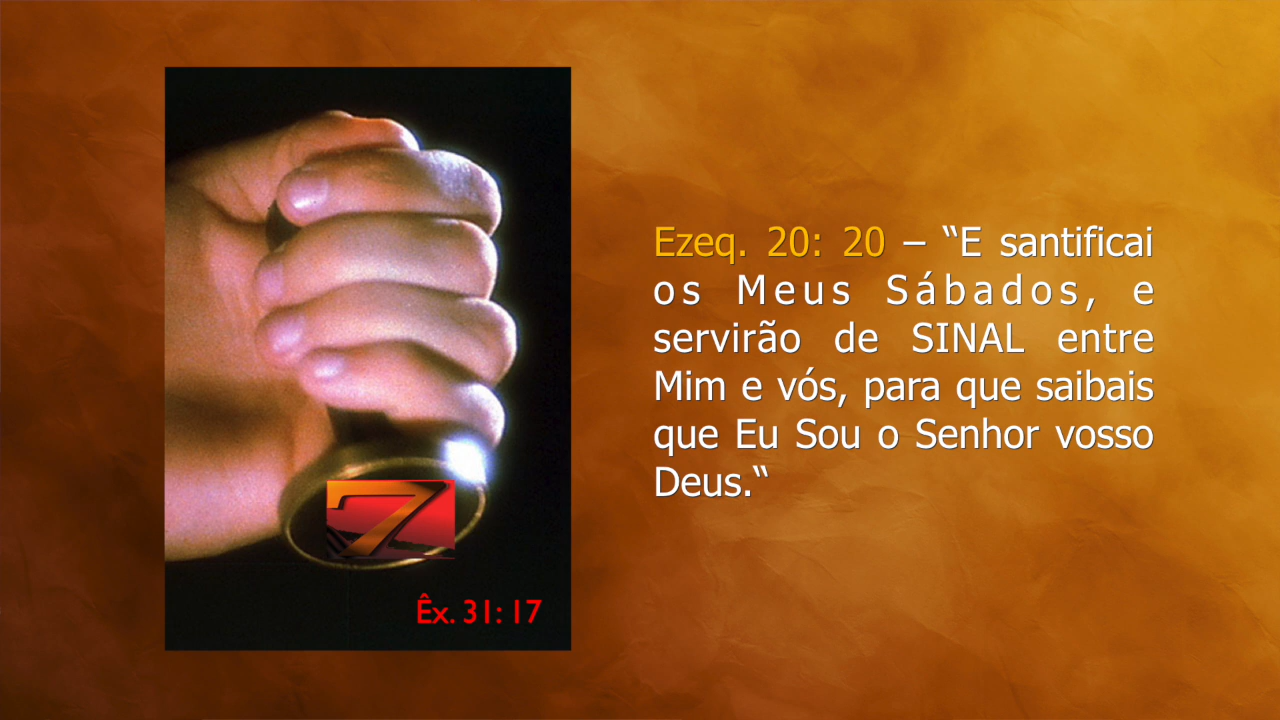 7
Êx. 31: 17
Ezeq. 20: 20 – “E santificai
os Meus Sábados, e
servirão de SINAL entre
Mim e vós, para que saibais
que Eu Sou o Senhor vosso
Deus.“